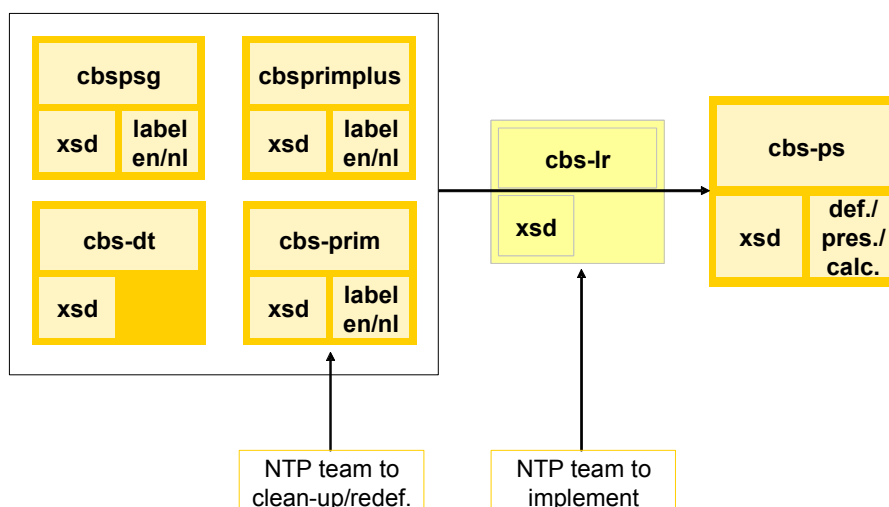 cbspsg
xsd
label
en/nl
cbsprimplus
xsd
label
en/nl
cbs-dt
xsd
cbs-prim
xsd
label
en/nl
cbs-lr
xsd
cbs-ps
xsd
def./
pres./
calc.
NTP team to
clean-up/redef.
NTP team to
implement